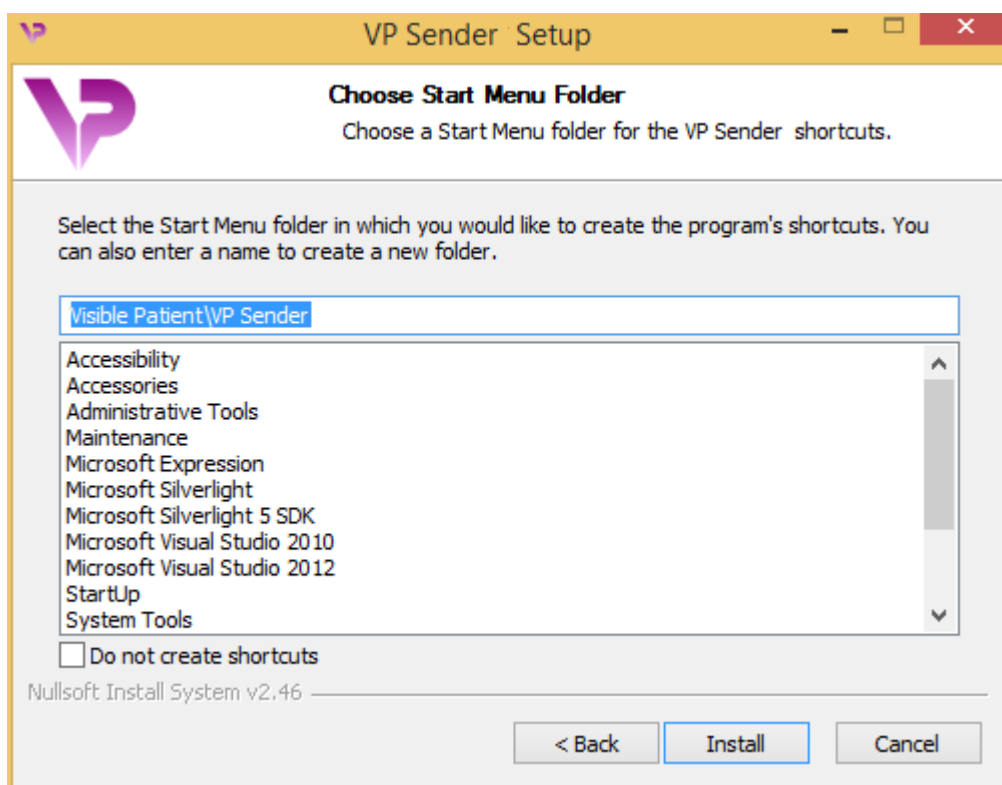 VP Sender Setup
VP
Choose Start Menu Folder
Choose a Start Menu folder for the VP Sender shortcuts.
Select the Start Menu folder in which you would like to create the program's shortcuts. You
can also enter a name to create a new folder.
Visible Patient\VP Sender
Accessibility
Accessories
Administrative Tools
Maintenance
Microsoft Expression
Microsoft Silverlight
Microsoft Silverlight 5 SDK
Microsoft Visual Studio 2010
Microsoft Visual Studio 2012
StartUp
System Tools
Do not create shortcuts
Nullsoft Install System v2.46
< Back Install Cancel